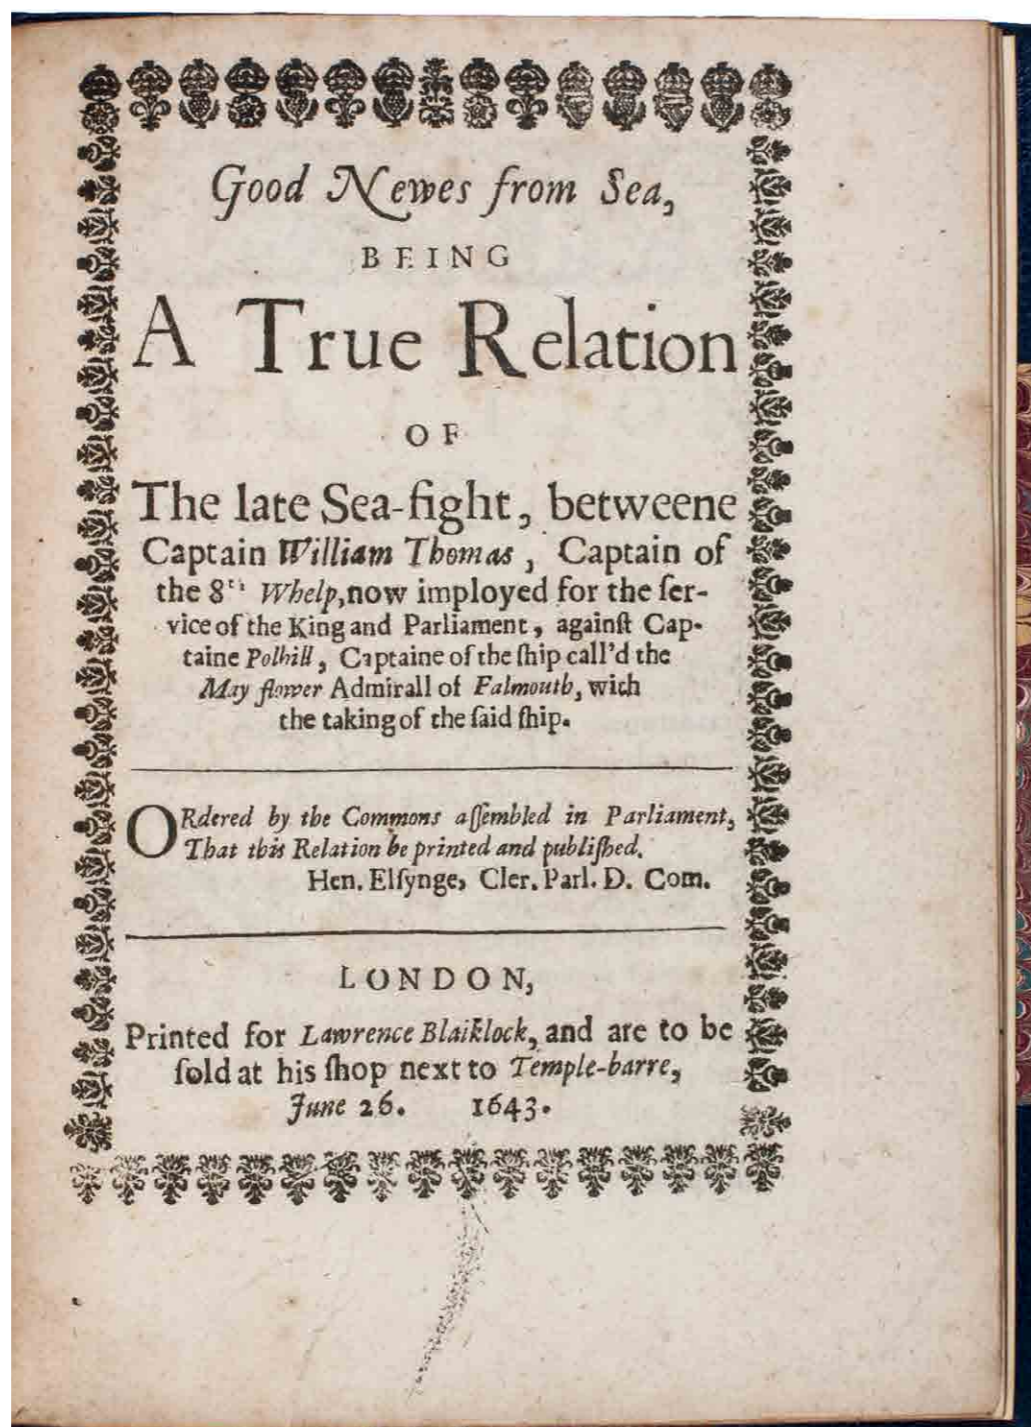 Good Newes from Sea,
BEING
A True Relation
OF
The late Sea-fight, betweene
Captain William Thomas, Captain of
the 8th Whelp, now imployed for the ſer-
vice of the King and Parliament, againſt Cap-
taine Polhill, Captaine of the ſhip call'd the
May flower Admirall of Falmouth, with
the taking of the ſaid ſhip.
ORdered by the Commons aſſembled in Parliament,
That this Relation be printed and publiſhed.
Hen. Elſynge, Cler. Parl. D. Com.
LONDON,
Printed for Lawrence Blaiklock, and are to be
ſold at his ſhop next to Temple-barre,
June 26. 1643.